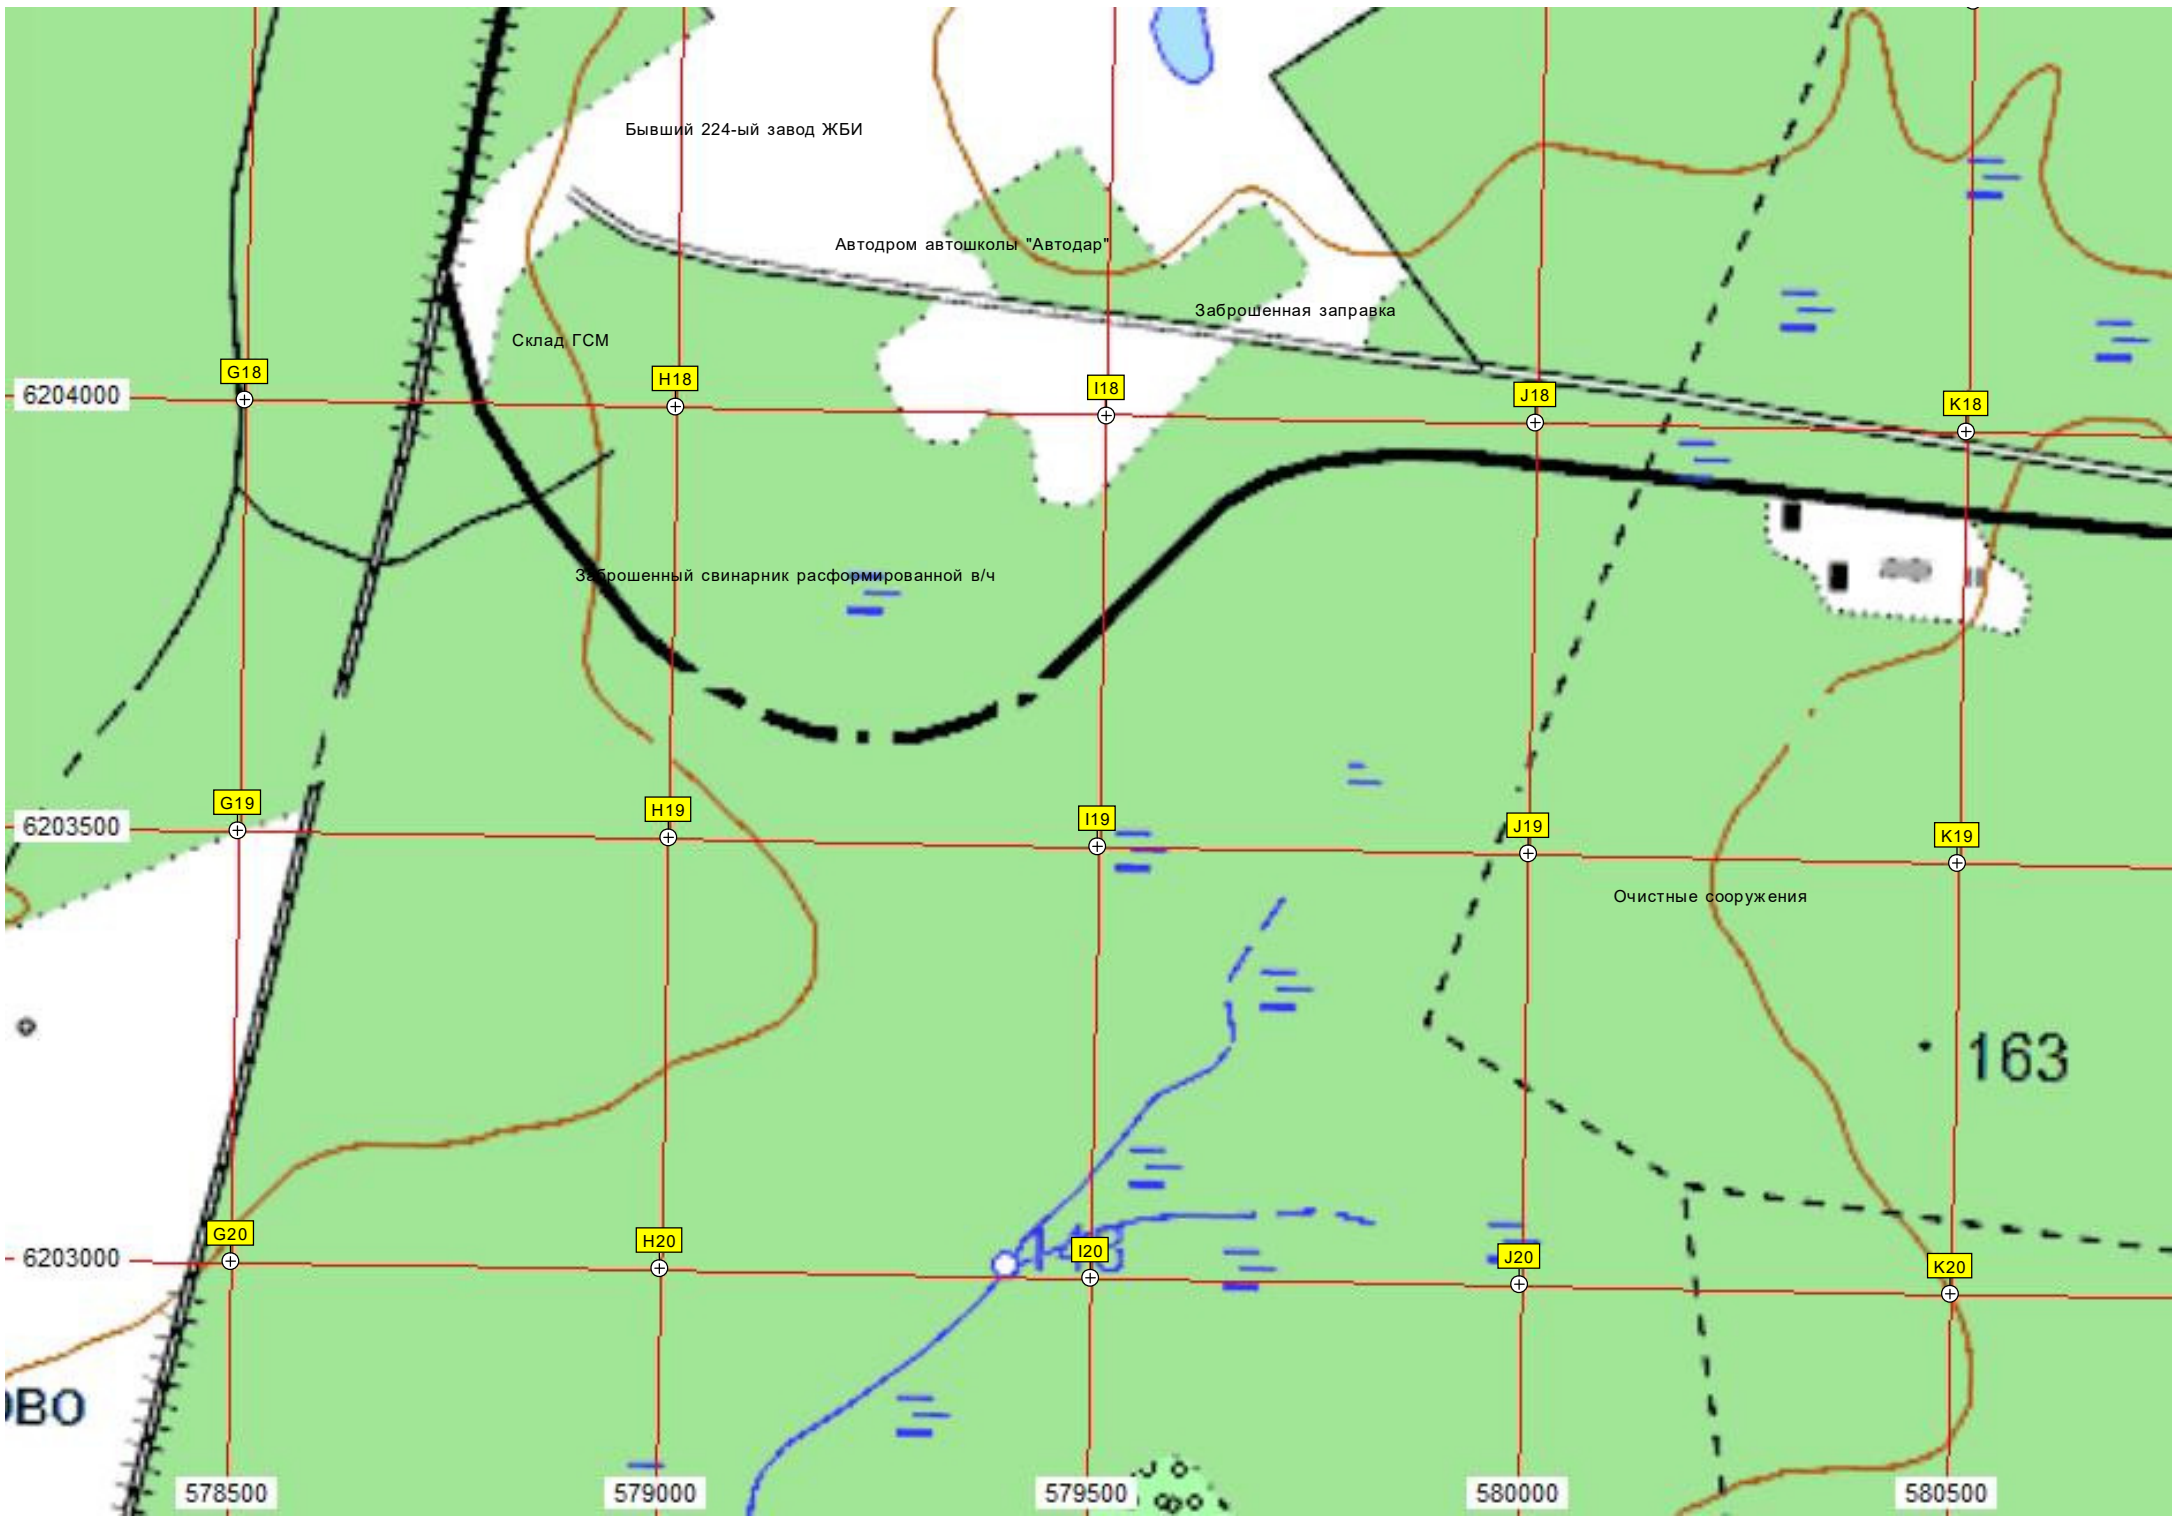 Бывший 224-ый завод ЖБИ
Автодром автошколы "Автодар"
Заброшенная заправка
Склад ГСМ
G18
H18
I18
J18
K18
6204000
Заброшенный свинарник расформированной в/ч
G19
H19
I19
J19
K19
6203500
Очистные сооружения
163
G20
H20
I20
J20
K20
6203000
ОВО
578500
579000
579500
580000
580500